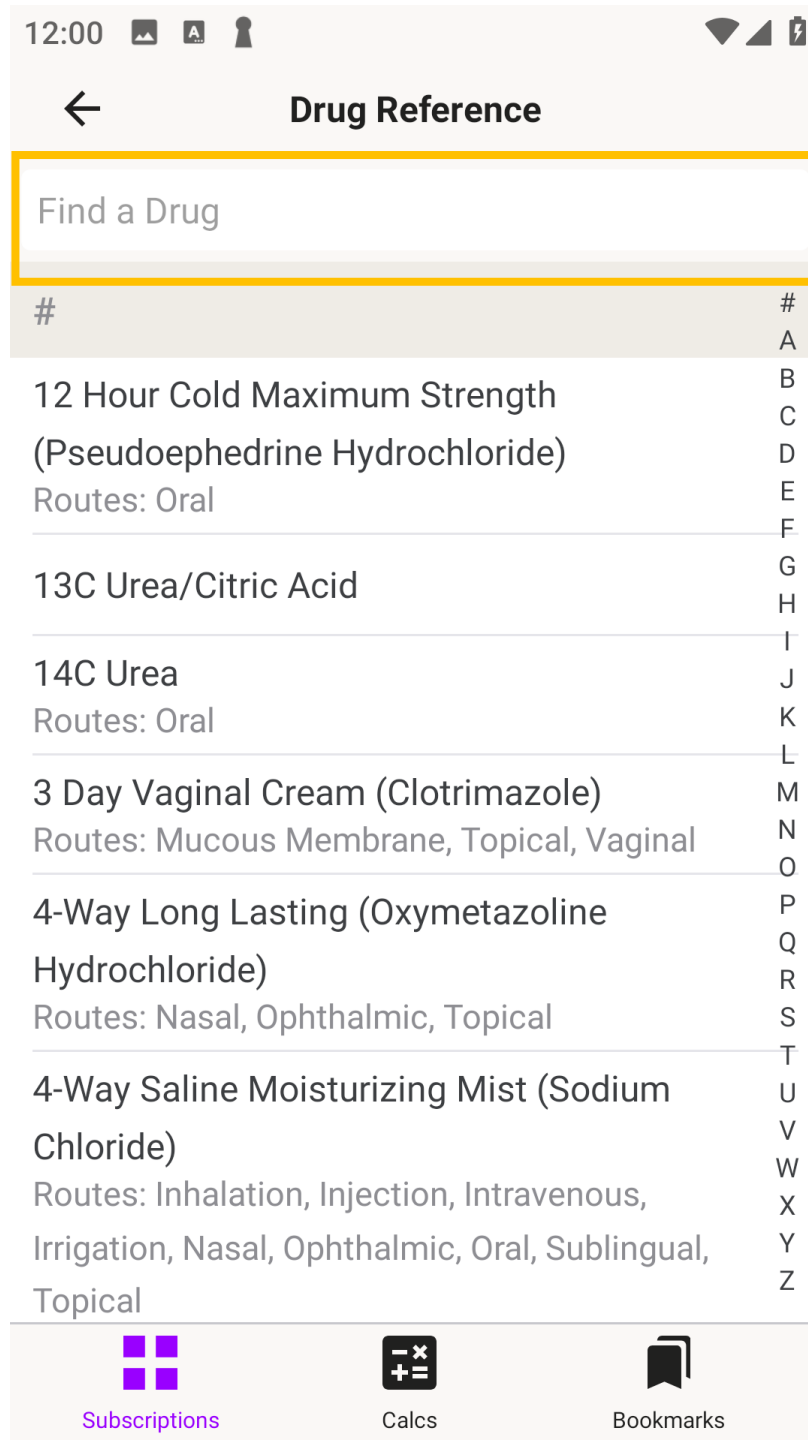 12:00
Drug Reference
Find a Drug
#
12 Hour Cold Maximum Strength
(Pseudoephedrine Hydrochloride)
Routes: Oral
13C Urea/Citric Acid
14C Urea
Routes: Oral
3 Day Vaginal Cream (Clotrimazole)
Routes: Mucous Membrane, Topical, Vaginal
4-Way Long Lasting (Oxymetazoline
Hydrochloride)
Routes: Nasal, Ophthalmic, Topical
4-Way Saline Moisturizing Mist (Sodium
Chloride)
Routes: Inhalation, Injection, Intravenous,
Irrigation, Nasal, Ophthalmic, Oral, Sublingual,
Topical
#
A
B
C
D
E
F
G
H
I
J
K
L
M
N
O
P
Q
R
S
T
U
V
W
X
Y
Z
Subscriptions
Calcs
Bookmarks